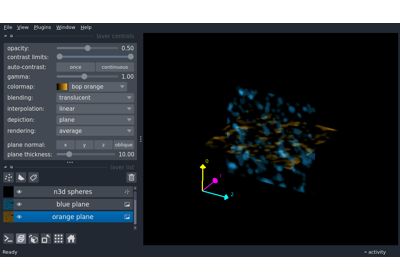 File View Plugins Window Help
layer controls
opacity: 0.50
contrast limits:
auto-contrast: once continuous
gamma: 1.00
colormap: bop orange
blending: translucent
interpolation: linear
depiction: plane
rendering: average
plane normal: x y z oblique
plane thickness: 10.00
layer list
n3d spheres
blue plane
orange plane
0
2
Ready
activity